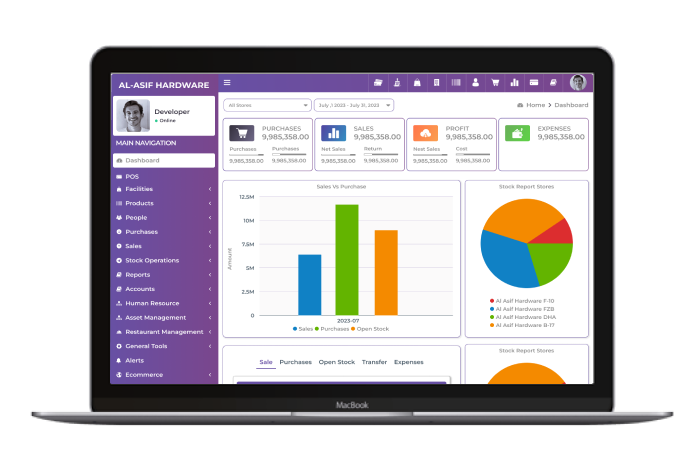 AL-ASIF HARDWARE
Developer
Online
MAIN NAVIGATION
Dashboard
POS
Facilities
Products
People
Purchases
Sales
Stock Operations
Reports
Accounts
Human Resource
Asset Management
Restaurant Management
General Tools
Alerts
Ecommerce
All Stores
July ,1 2023 - July 31, 2023
Home > Dashboard
PURCHASES
9,985,358.00
Purchases Purchases
9,985,358.00 9,985,358.00
SALES
9,985,358.00
Net Sales Return
9,985,358.00 9,985,358.00
PROFIT
9,985,358.00
Neat Sales Cost
9,985,358.00 9,985,358.00
EXPENSES
9,985,358.00
Sales Vs Purchase
12,5M
10M
7.5M
5M
2.5M
0
Amount
2023-07
Sales Purchases Open Stock
Stock Report Stores
Al Asif Hardware F-10
Al Asif Hardware FZB
Al Asif Hardware DHA
Al Asif Hardware B-17
Sale Purchases Open Stock Transfer Expenses
Stock Report Stores
MacBook